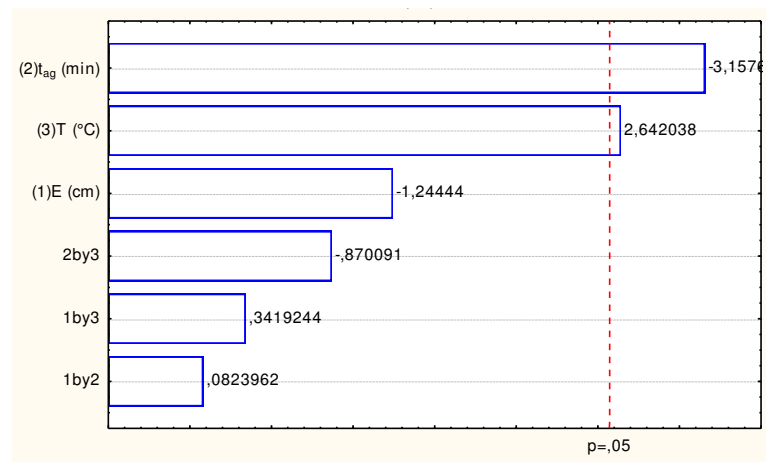 (2)tag (min) -3,1576
(3)T (°C) 2,642038
(1)E (cm) -1,24444
2by3 -,870091
1by3 ,3419244
1by2 ,0823962
p=,05